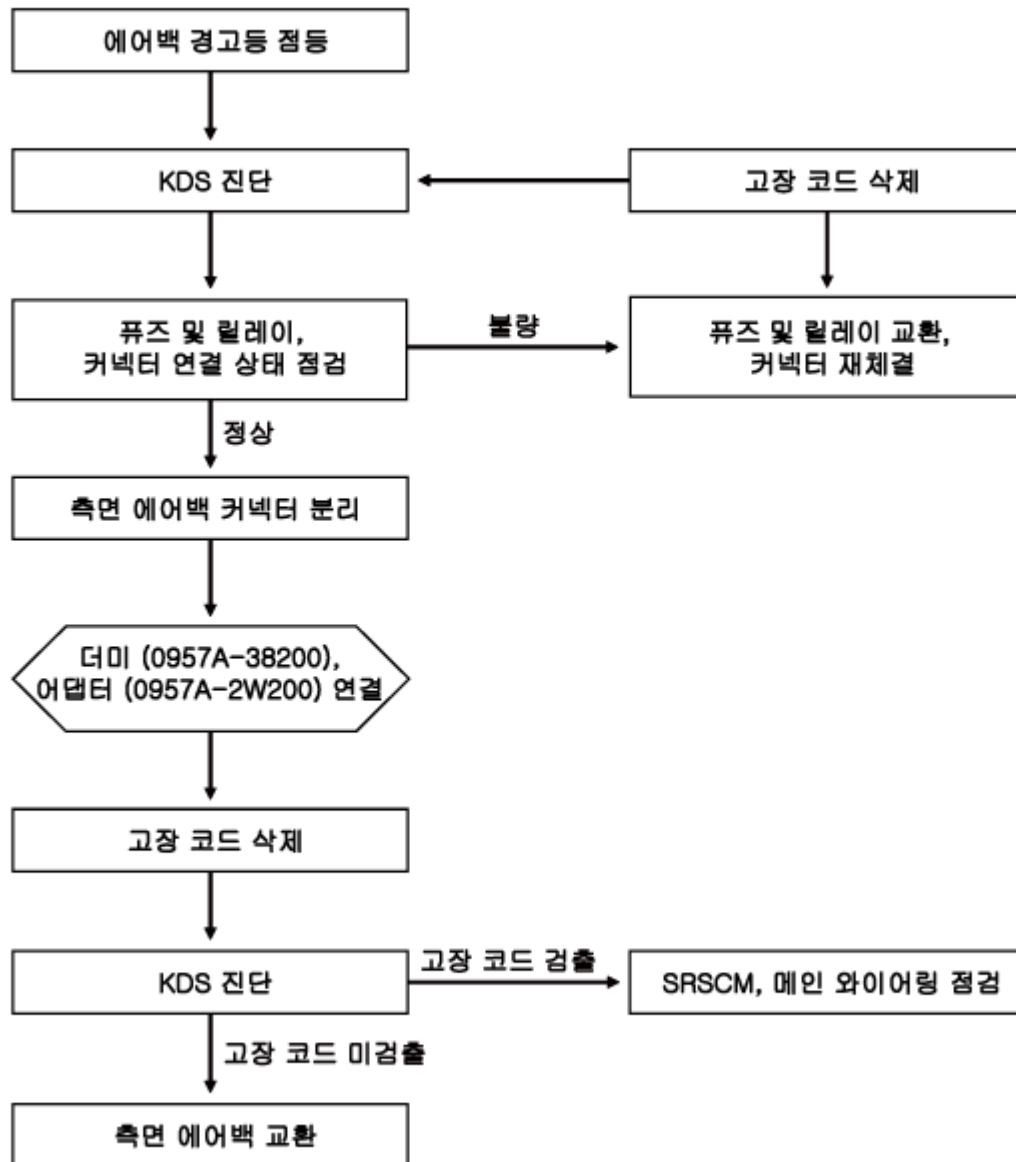 에어백 경고등 점등
KDS 진단
고장 코드 삭제
퓨즈 및 릴레이,
커넥터 연결 상태 점검
불량
퓨즈 및 릴레이 교환,
커넥터 재체결
정상
측면 에어백 커넥터 분리
더미 (0957A-38200),
어댑터 (0957A-2W200) 연결
고장 코드 삭제
KDS 진단
고장 코드 검출
SRSCM, 메인 와이어링 점검
고장 코드 미검출
측면 에어백 교환